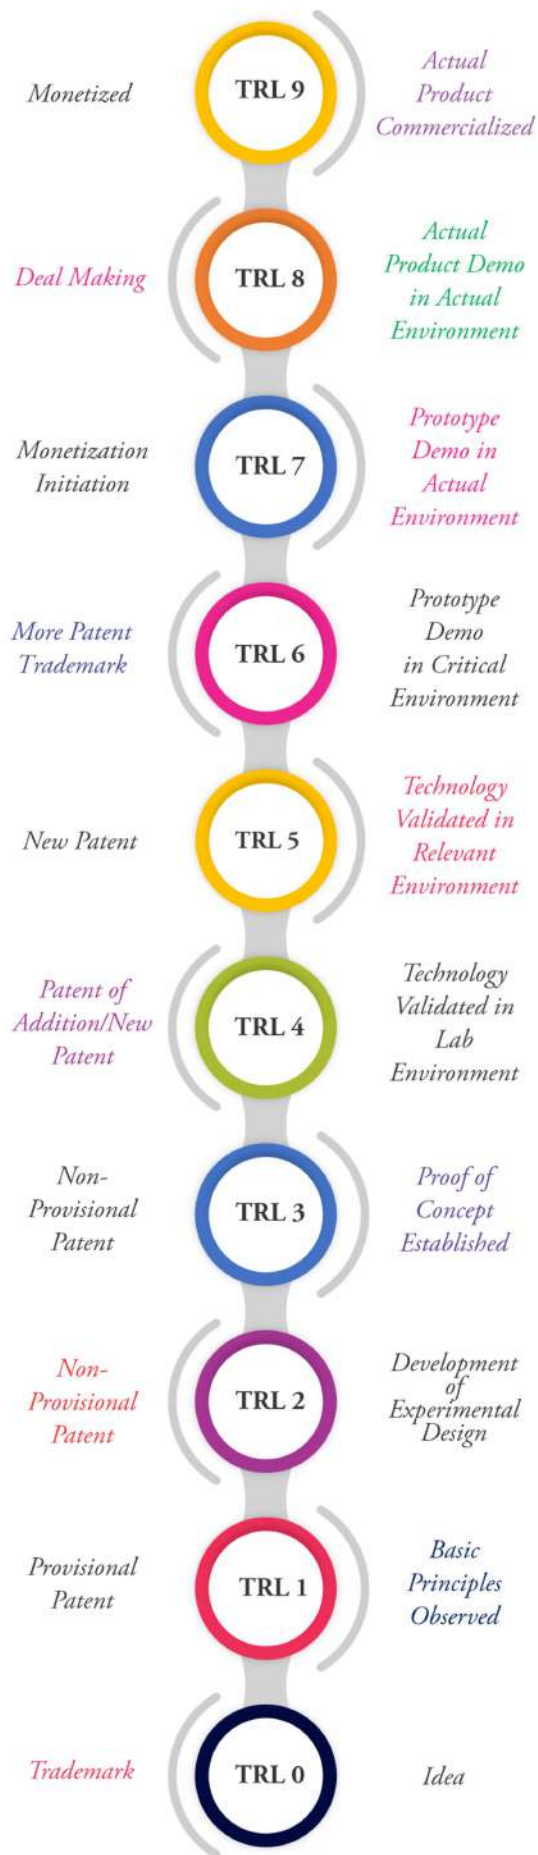 Monetized
TRL 9
Actual
Product
Commercialized
Deal Making
TRL 8
Actual
Product Demo
in Actual
Environment
Monetization
Initiation
TRL 7
Prototype
Demo in
Actual
Environment
More Patent
Trademark
TRL 6
Prototype
Demo
in Critical
Environment
New Patent
TRL 5
Technology
Validated in
Relevant
Environment
Patent of
Addition/New
Patent
TRL 4
Technology
Validated in
Lab
Environment
Non-
Provisional
Patent
TRL 3
Proof of
Concept
Established
Non-
Provisional
Patent
TRL 2
Development
of
Experimental
Design
Provisional
Patent
TRL 1
Basic
Principles
Observed
Trademark
TRL 0
Idea